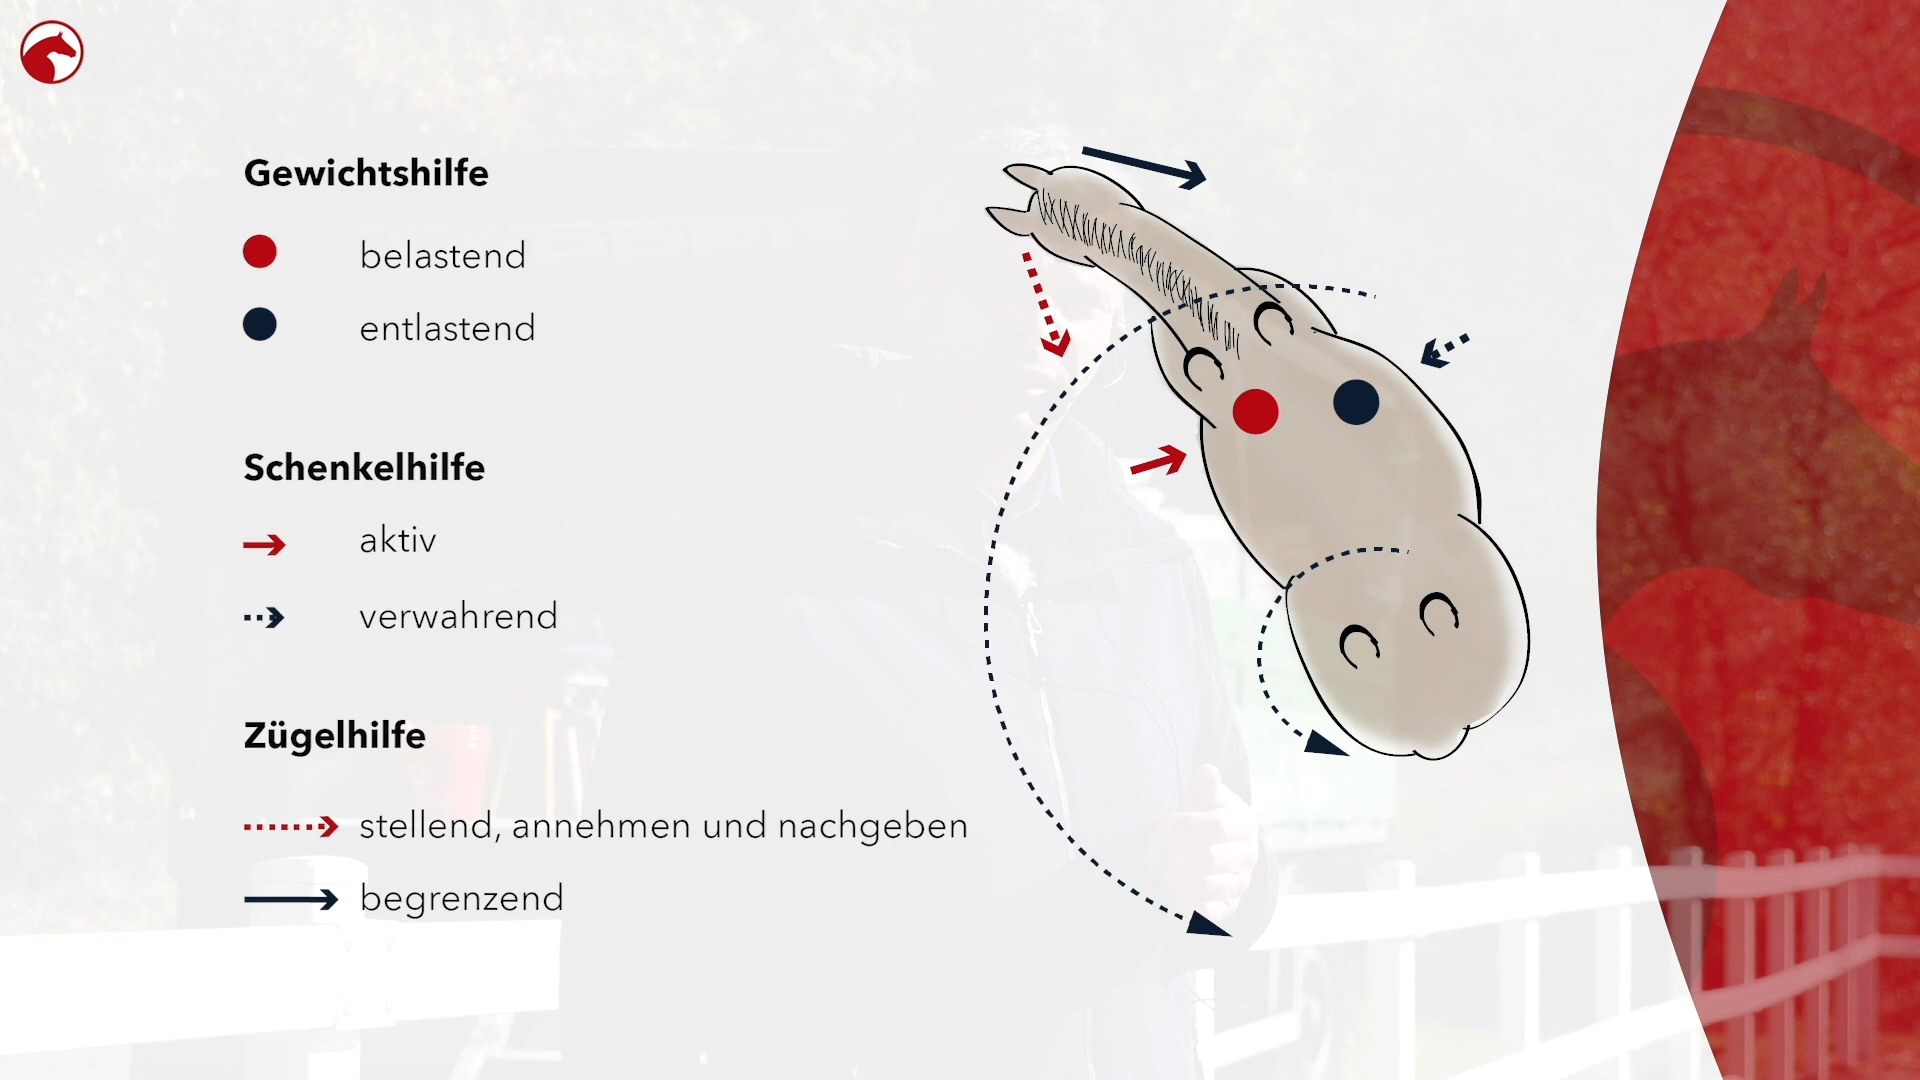 Gewichtshilfe
belastend
entlastend
Schenkelhilfe
aktiv
verwahrend
Zügelhilfe
stellend, annehmen und nachgeben
begrenzend